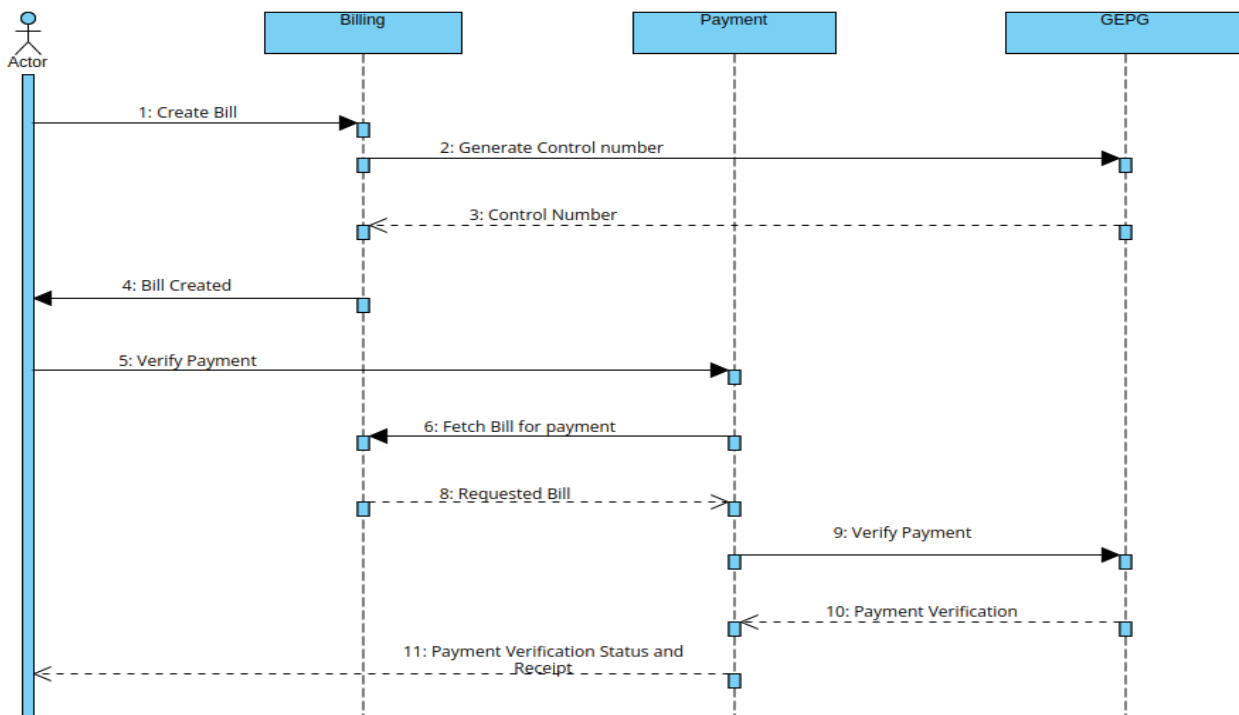 Billing
Payment
GEPG
Actor
1: Create Bill
2: Generate Control number
3: Control Number
4: Bill Created
5: Verify Payment
6: Fetch Bill for payment
8: Requested Bill
9: Verify Payment
10: Payment Verification
11: Payment Verification Status and
Receipt